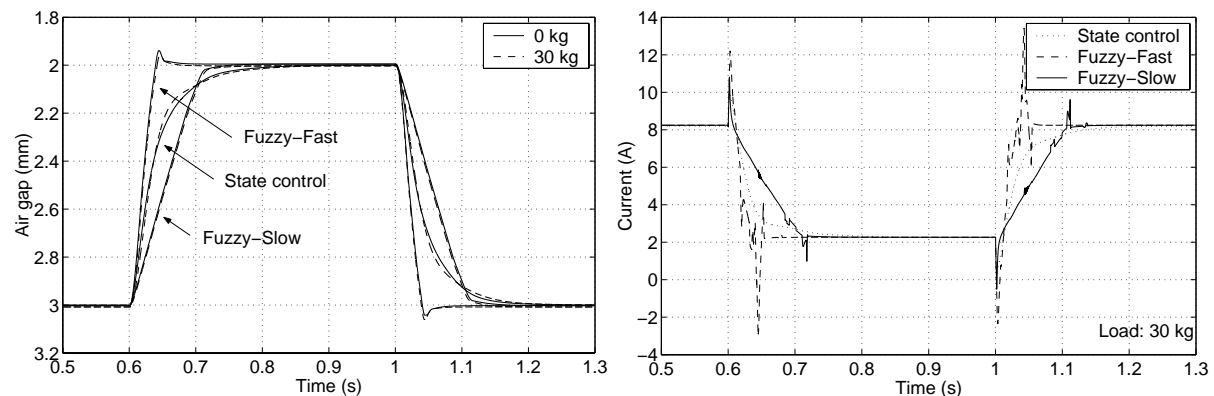 1.8
2
2.2
2.4
2.6
2.8
3
3.2
Air gap (mm)
0 kg
30 kg
Fuzzy−Fast
State control
Fuzzy−Slow
0.5 0.6 0.7 0.8 0.9 1 1.1 1.2 1.3
Time (s)
14
12
10
8
6
4
2
0
−2
−4
Current (A)
State control
Fuzzy−Fast
Fuzzy−Slow
Load: 30 kg
0.5 0.6 0.7 0.8 0.9 1 1.1 1.2 1.3
Time (s)